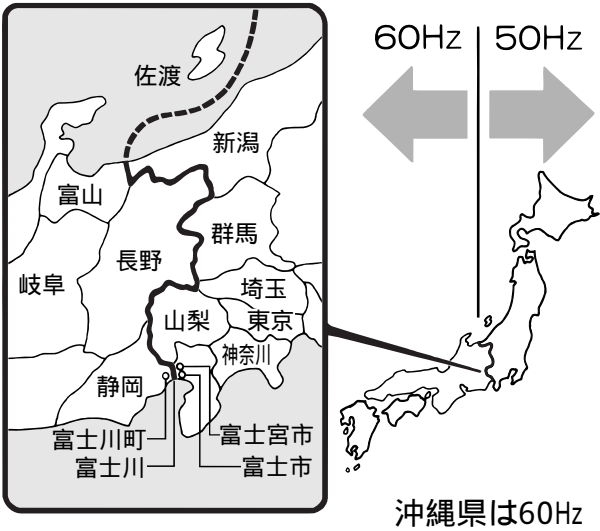 60Hz
50Hz
佐渡
新潟
富山
群馬
長野
岐阜
埼玉
山梨
東京
神奈川
静岡
富士川町
富士宮市
富士川
富士市
沖縄県は60Hz